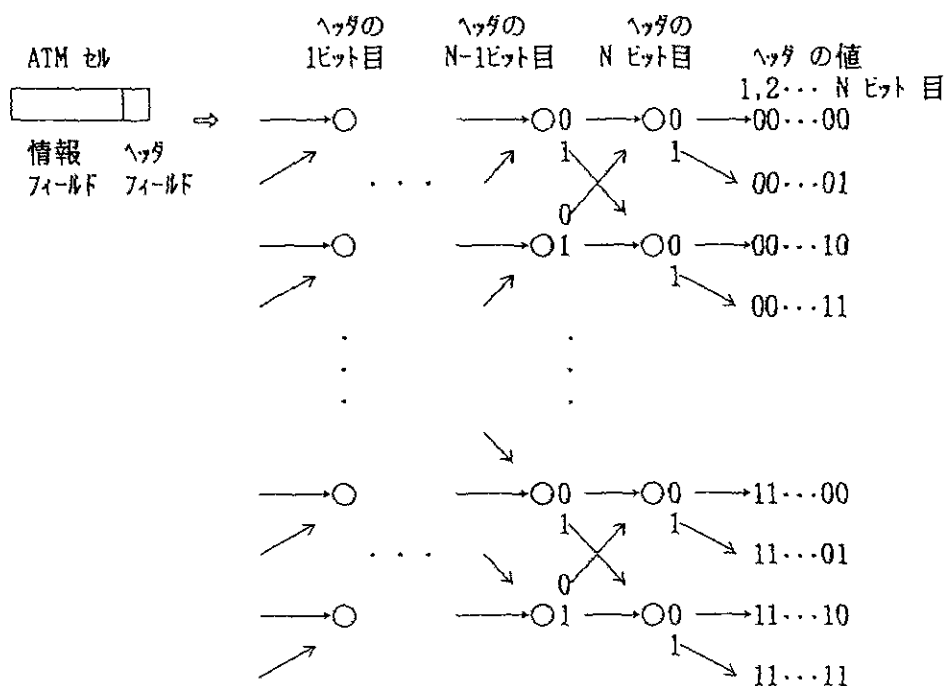 ATM セル
情報 ヘッダ
フィールド フィールド
ヘッダの
1ビット目
ヘッダの
N-1ビット目
ヘッダの
N ビット目
ヘッダ の値
1,2··· N ビット 目
0 0 00···00
1 1
00···01
0
1 0 00···10
1
00···11
0 0 11···00
1 1
11···01
0
1 0 11···10
1
11···11